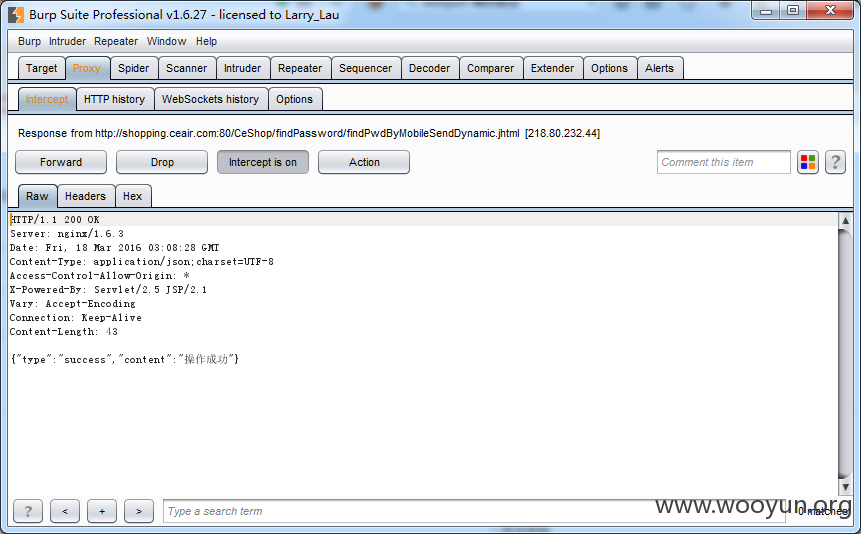 Burp Suite Professional v1.6.27 - licensed to Larry_Lau
Burp Intruder Repeater Window Help
Target Proxy Spider Scanner Intruder Repeater Sequencer Decoder Comparer Extender Options Alerts
Intercept HTTP history WebSockets history Options
Response from http://shopping.ceair.com:80/CeShop/findPassword/findPwdByMobileSendDynamic.jhtml [218.80.232.44]
Forward Drop Intercept is on Action Comment this item ?
Raw Headers Hex
HTTP/1.1 200 OK
Server: nginx/1.6.3
Date: Fri, 18 Mar 2016 03:08:28 GMT
Content-Type: application/json;charset=UTF-8
Access-Control-Allow-Origin: *
X-Powered-By: Servlet/2.5 JSP/2.1
Vary: Accept-Encoding
Connection: Keep-Alive
Content-Length: 43
{"type":"success","content":"操作成功"}
? < + > Type a search term 0 matches
www.wooyun.org